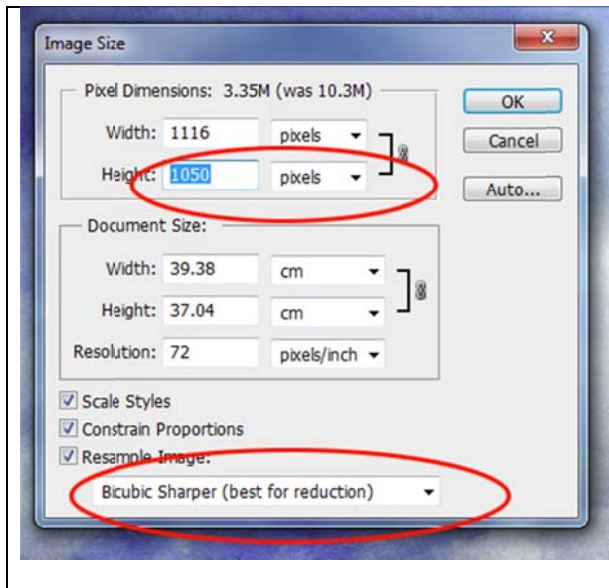 Image Size
Pixel Dimensions: 3.35M (was 10.3M)
Width: 1116 pixels
Height: 1050 pixels
Document Size:
Width: 39.38 cm
Height: 37.04 cm
Resolution: 72 pixels/inch
Scale Styles
Constrain Proportions
Resample Image:
Bicubic Sharper (best for reduction)
OK
Cancel
Auto...